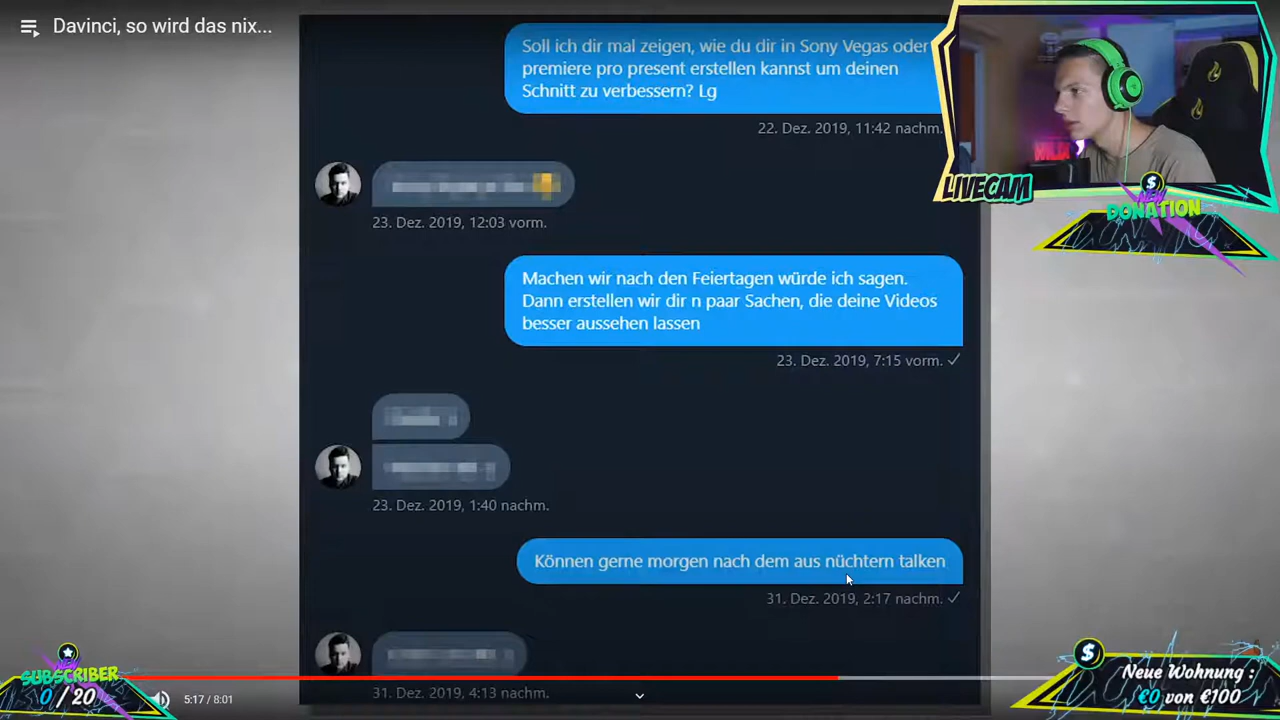 Davinci, so wird das nix...
Soll ich dir mal zeigen, wie du dir in Sony Vegas oder
premiere pro present erstellen kannst um deinen
Schnitt zu verbessern? Lg
22. Dez. 2019, 11:42 nachm.
LIVECAM
NEW
DONATION
23. Dez. 2019, 12:03 vorm.
Machen wir nach den Feiertagen würde ich sagen.
Dann erstellen wir dir n paar Sachen, die deine Videos
besser aussehen lassen
23. Dez. 2019, 7:15 vorm.
23. Dez. 2019, 1:40 nachm.
Können gerne morgen nach dem aus nüchtern talken
31. Dez. 2019, 2:17 nachm.
31. Dez. 2019, 4:13 nachm.
NEW
SUBSCRIBER
0 / 20
5:17 / 8:01
Neue Wohnung :
€0 von €100